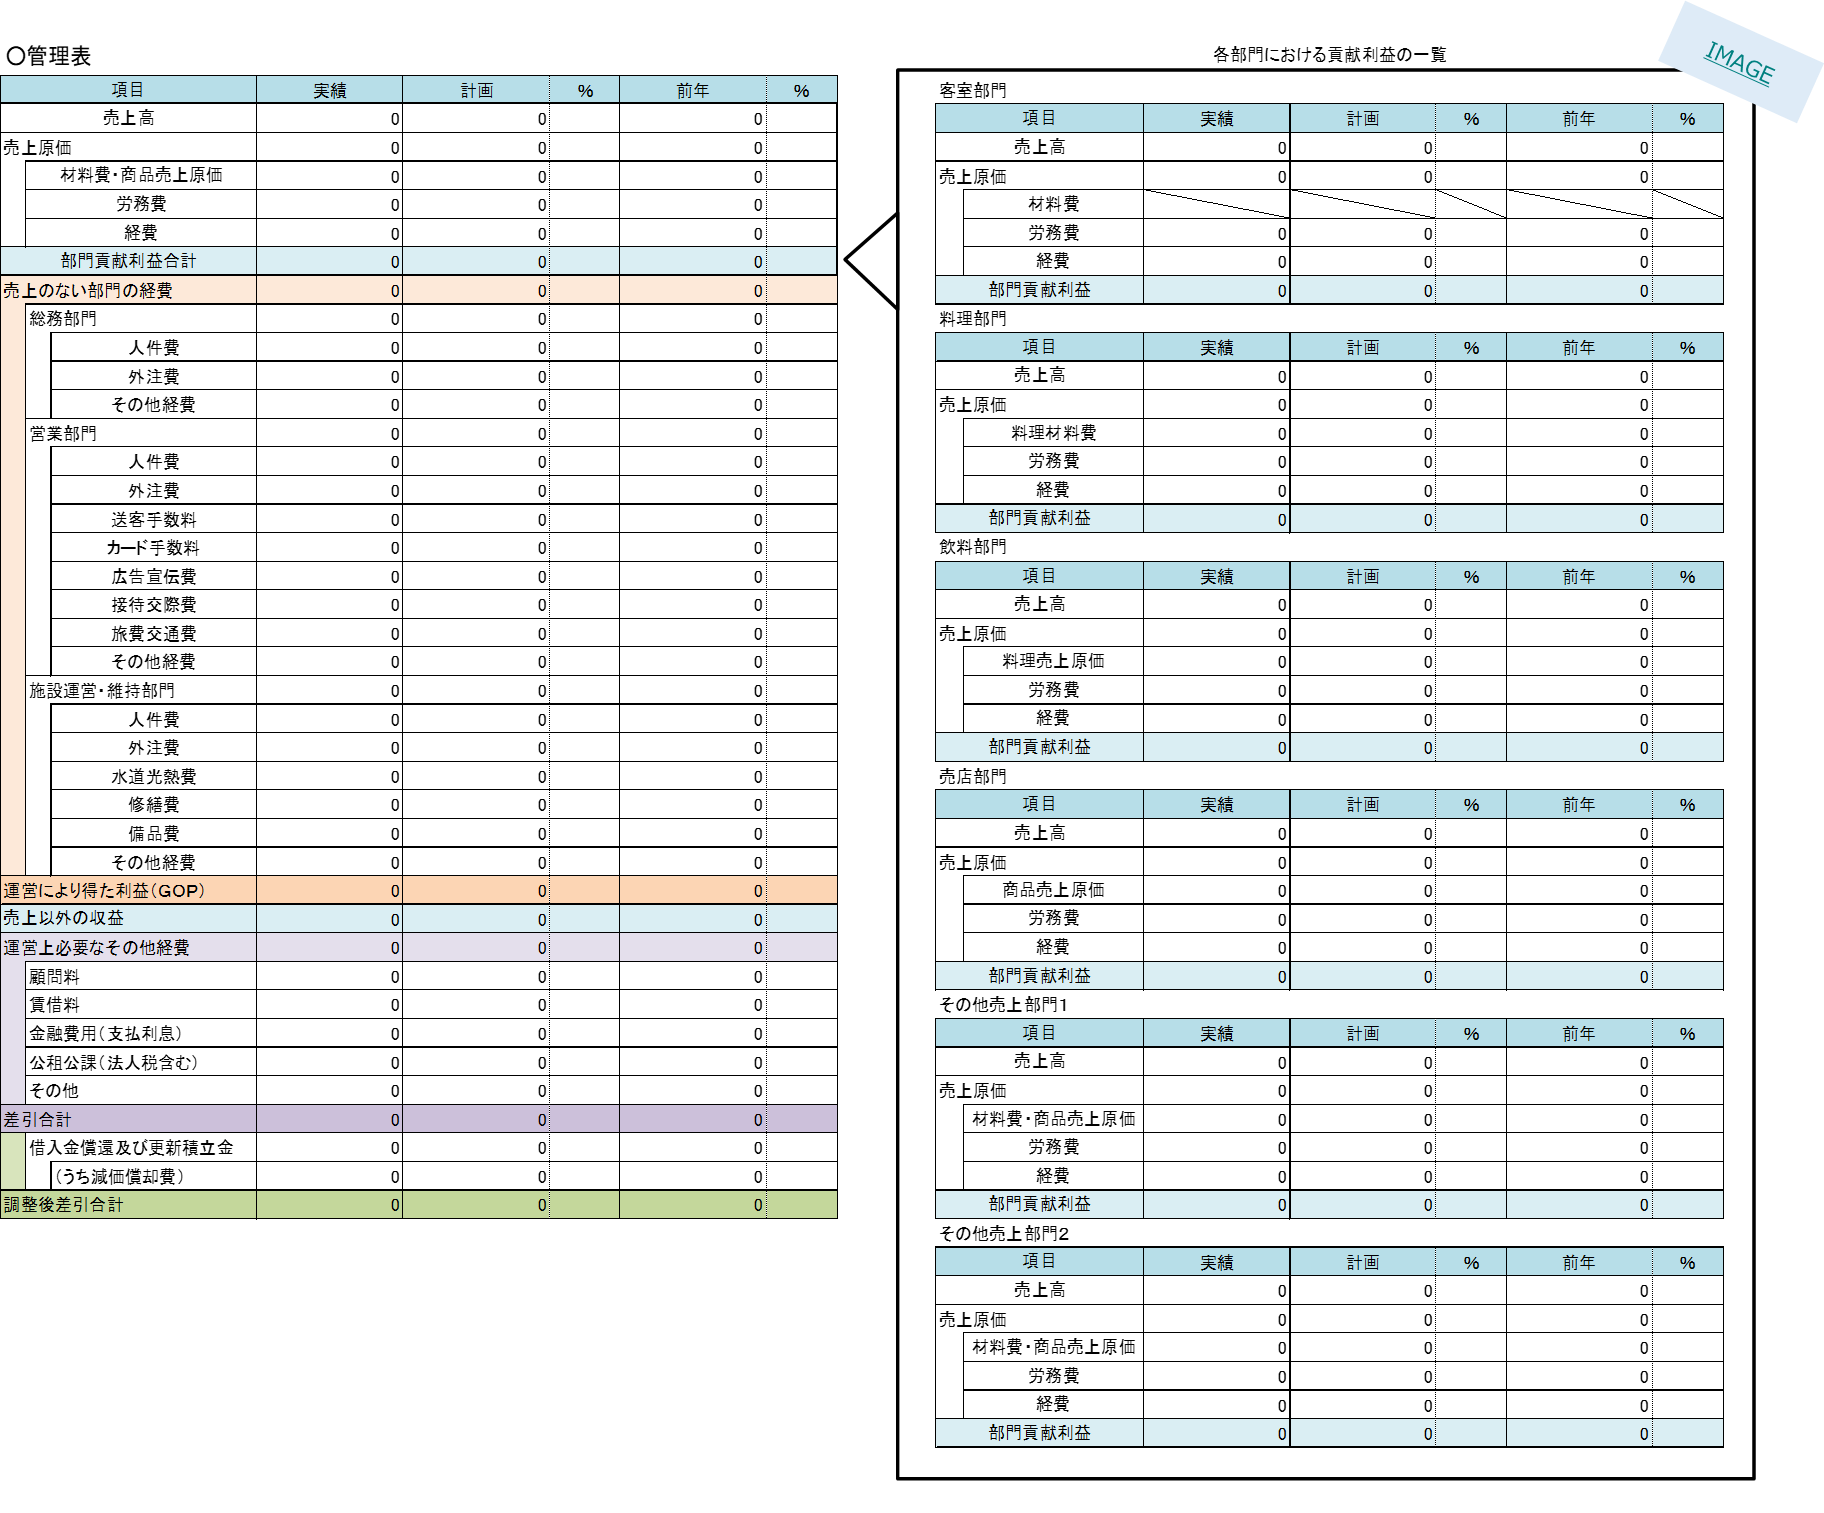 〇管理表
項目 実績 計画 % 前年 %
売上高 0 0 0
売上原価 0 0 0
材料費・商品売上原価 0 0 0
労務費 0 0 0
経費 0 0 0
部門貢献利益合計 0 0 0
売上のない部門の経費 0 0 0
総務部門 0 0 0
人件費 0 0 0
外注費 0 0 0
その他経費 0 0 0
営業部門 0 0 0
人件費 0 0 0
外注費 0 0 0
送客手数料 0 0 0
カード手数料 0 0 0
広告宣伝費 0 0 0
接待交際費 0 0 0
旅費交通費 0 0 0
その他経費 0 0 0
施設運営・維持部門 0 0 0
人件費 0 0 0
外注費 0 0 0
水道光熱費 0 0 0
修繕費 0 0 0
備品費 0 0 0
その他経費 0 0 0
運営により得た利益(GOP) 0 0 0
売上以外の収益 0 0 0
運営上必要なその他経費 0 0 0
顧問料 0 0 0
賃借料 0 0 0
金融費用(支払利息) 0 0 0
公租公課(法人税含む) 0 0 0
その他 0 0 0
差引合計 0 0 0
借入金償還及び更新積立金 0 0 0
(うち減価償却費) 0 0 0
調整後差引合計 0 0 0
各部門における貢献利益の一覧
IMAGE
客室部門
項目 実績 計画 % 前年 %
売上高 0 0 0
売上原価 0 0 0
材料費
労務費 0 0 0
経費 0 0 0
部門貢献利益 0 0 0
料理部門
項目 実績 計画 % 前年 %
売上高 0 0 0
売上原価 0 0 0
料理材料費 0 0 0
労務費 0 0 0
経費 0 0 0
部門貢献利益 0 0 0
飲料部門
項目 実績 計画 % 前年 %
売上高 0 0 0
売上原価 0 0 0
料理売上原価 0 0 0
労務費 0 0 0
経費 0 0 0
部門貢献利益 0 0 0
売店部門
項目 実績 計画 % 前年 %
売上高 0 0 0
売上原価 0 0 0
商品売上原価 0 0 0
労務費 0 0 0
経費 0 0 0
部門貢献利益 0 0 0
その他売上部門1
項目 実績 計画 % 前年 %
売上高 0 0 0
売上原価 0 0 0
材料費・商品売上原価 0 0 0
労務費 0 0 0
経費 0 0 0
部門貢献利益 0 0 0
その他売上部門2
項目 実績 計画 % 前年 %
売上高 0 0 0
売上原価 0 0 0
材料費・商品売上原価 0 0 0
労務費 0 0 0
経費 0 0 0
部門貢献利益 0 0 0